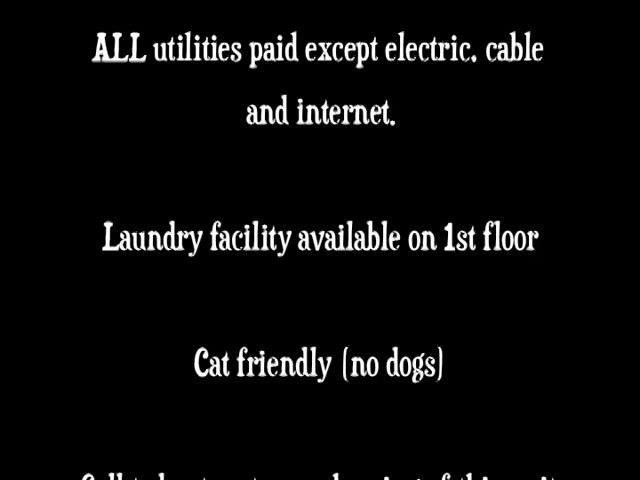 ALL utilities paid except electric, cable
and internet.
Laundry facility available on 1st floor
Cat friendly (no dogs)